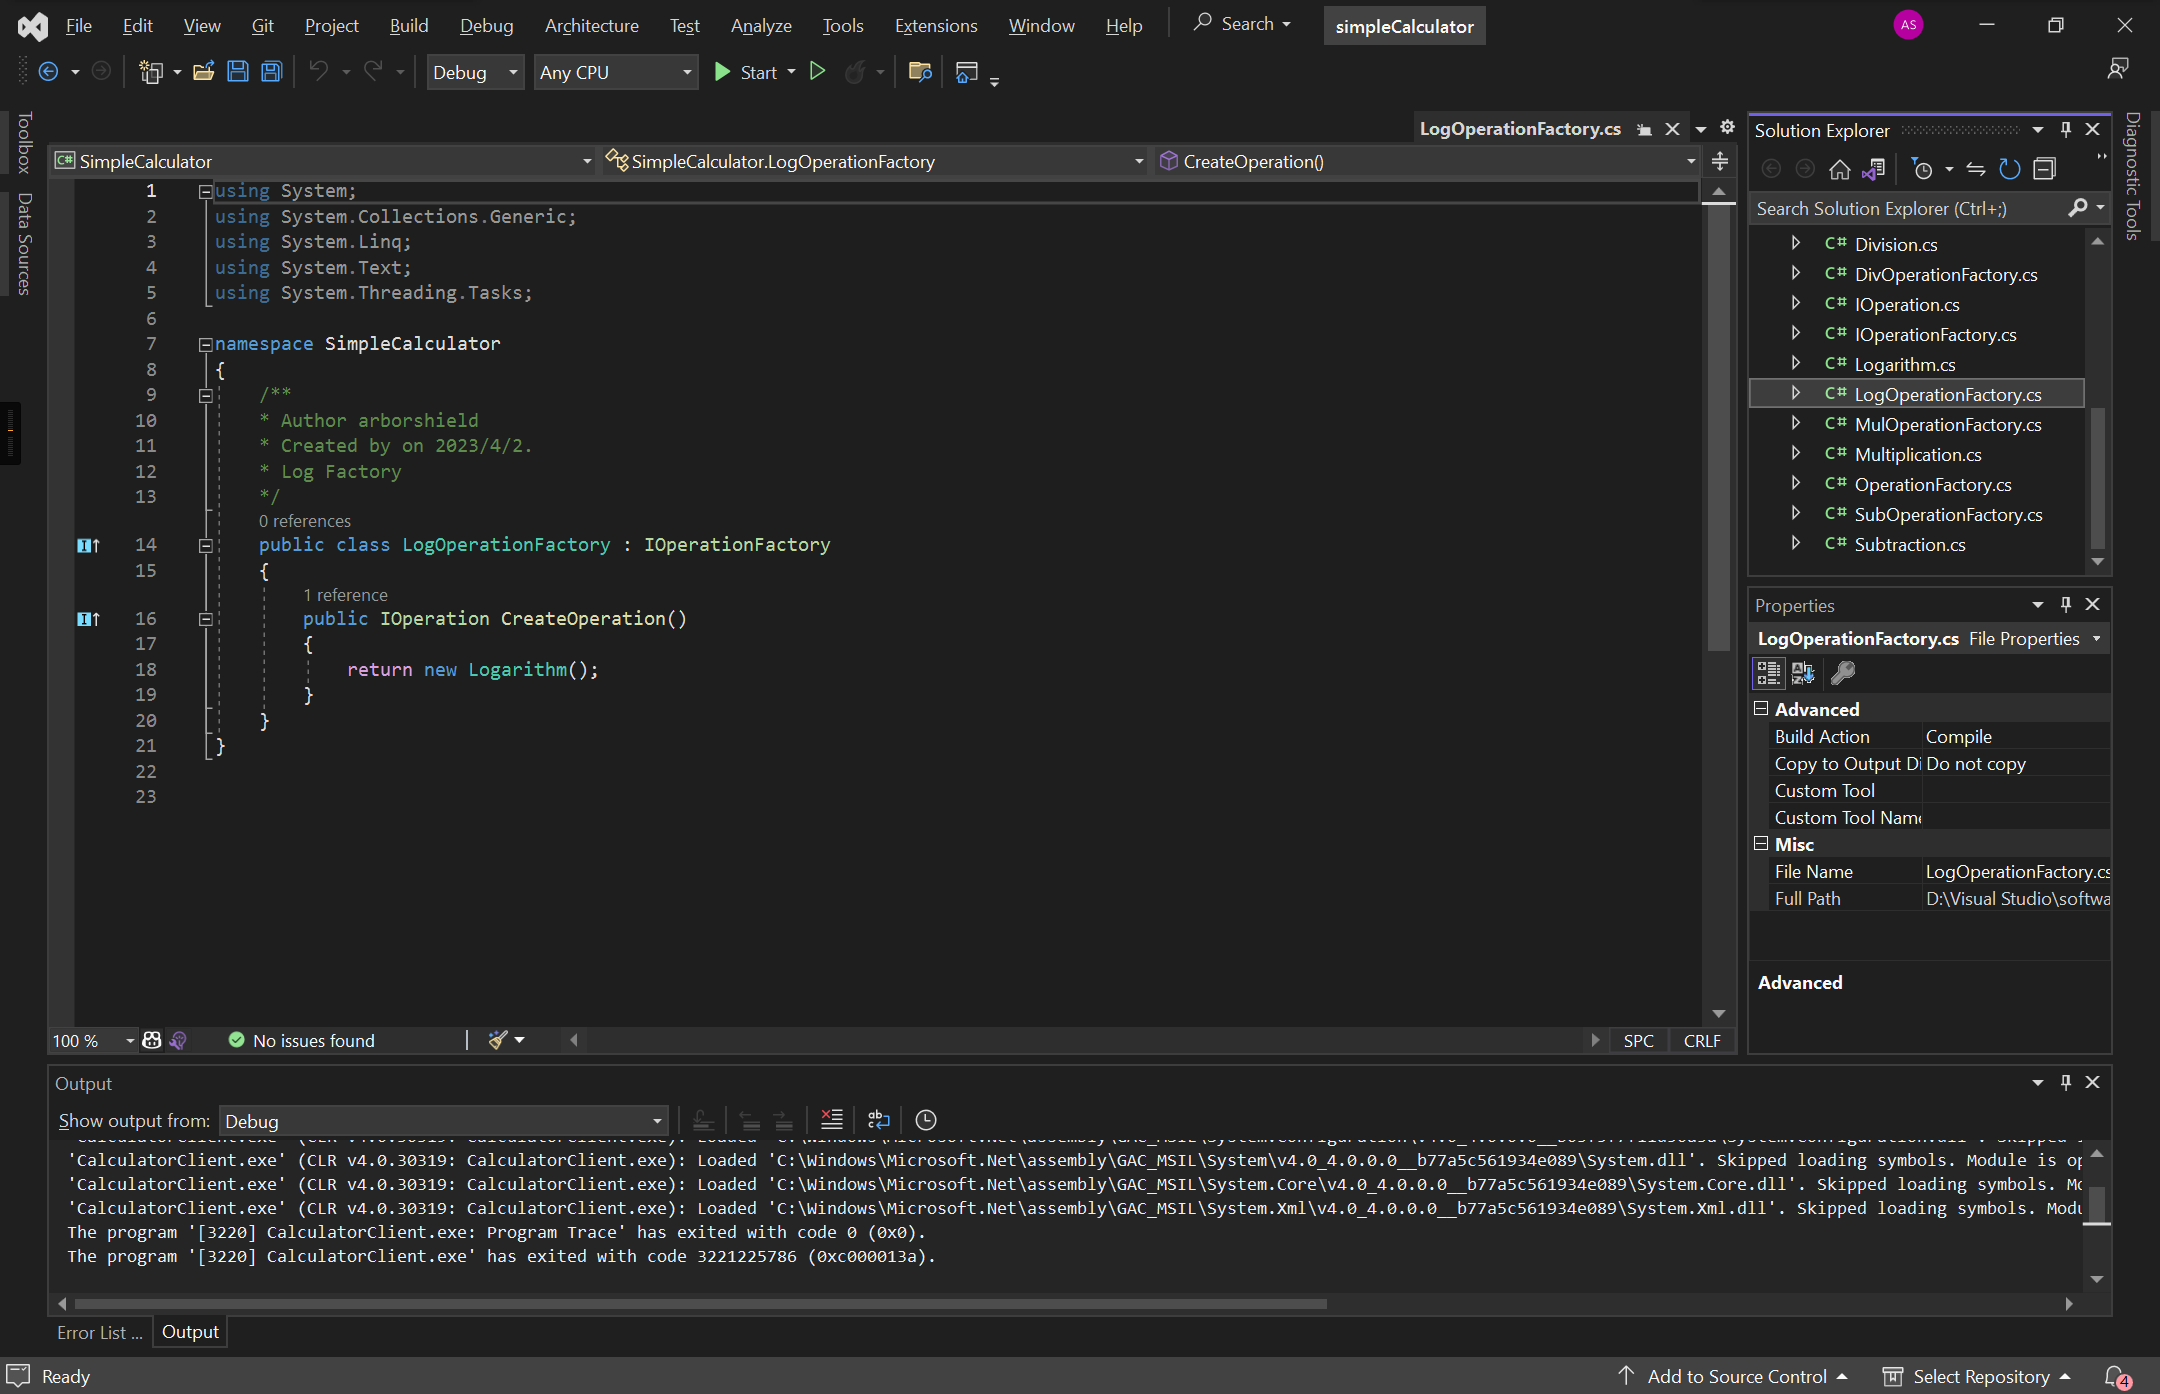 File Edit View Git Project Build Debug Architecture Test Analyze Tools Extensions Window Help Search simpleCalculator AS
Debug Any CPU Start
Toolbox
Data Sources
LogOperationFactory.cs
SimpleCalculator SimpleCalculator.LogOperationFactory CreateOperation()
1 using System;
2 using System.Collections.Generic;
3 using System.Linq;
4 using System.Text;
5 using System.Threading.Tasks;
6
7 namespace SimpleCalculator
8 {
9 /**
10 * Author arborshield
11 * Created by on 2023/4/2.
12 * Log Factory
13 */
0 references
14 public class LogOperationFactory : IOperationFactory
15 {
1 reference
16 public IOperation CreateOperation()
17 {
18 return new Logarithm();
19 }
20 }
21 }
22
23
100 % No issues found SPC CRLF
Solution Explorer
Search Solution Explorer (Ctrl+;)
C# Division.cs
C# DivOperationFactory.cs
C# IOperation.cs
C# IOperationFactory.cs
C# Logarithm.cs
C# LogOperationFactory.cs
C# MulOperationFactory.cs
C# Multiplication.cs
C# OperationFactory.cs
C# SubOperationFactory.cs
C# Subtraction.cs
Diagnostic Tools
Properties
LogOperationFactory.cs File Properties
Advanced
Build Action Compile
Copy to Output Di Do not copy
Custom Tool
Custom Tool Name
Misc
File Name LogOperationFactory.cs
Full Path D:\Visual Studio\softwa
Advanced
Output
Show output from: Debug
'CalculatorClient.exe' (CLR v4.0.30319: CalculatorClient.exe): Loaded 'C:\Windows\Microsoft.Net\assembly\GAC_MSIL\System\v4.0_4.0.0.0__b77a5c561934e089\System.dll'. Skipped loading symbols. Module is op
'CalculatorClient.exe' (CLR v4.0.30319: CalculatorClient.exe): Loaded 'C:\Windows\Microsoft.Net\assembly\GAC_MSIL\System.Core\v4.0_4.0.0.0__b77a5c561934e089\System.Core.dll'. Skipped loading symbols. Mo
'CalculatorClient.exe' (CLR v4.0.30319: CalculatorClient.exe): Loaded 'C:\Windows\Microsoft.Net\assembly\GAC_MSIL\System.Xml\v4.0_4.0.0.0__b77a5c561934e089\System.Xml.dll'. Skipped loading symbols. Modu
The program '[3220] CalculatorClient.exe: Program Trace' has exited with code 0 (0x0).
The program '[3220] CalculatorClient.exe' has exited with code 3221225786 (0xc000013a).
Error List ... Output
Ready Add to Source Control Select Repository 4